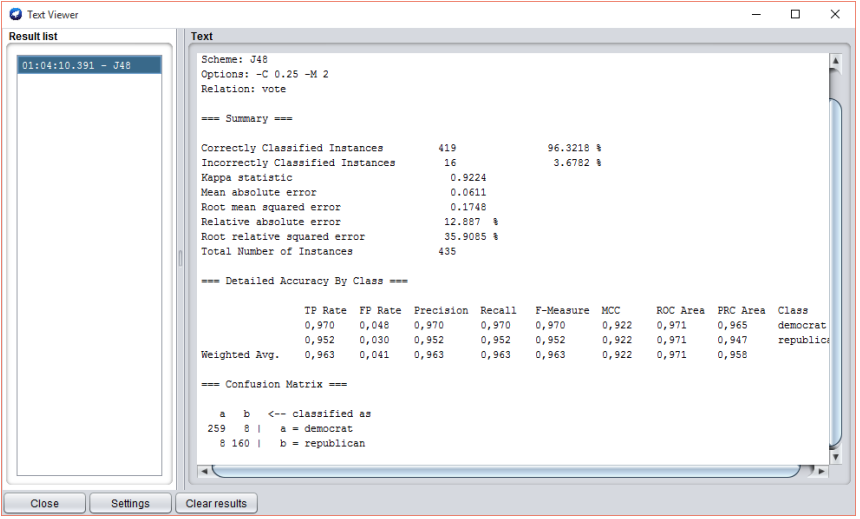 Text Viewer
Result list
01:04:10.391 - J48
Text
Scheme: J48
Options: -C 0.25 -M 2
Relation: vote
=== Summary ===
Correctly Classified Instances 419 96.3218 %
Incorrectly Classified Instances 16 3.6782 %
Kappa statistic 0.9224
Mean absolute error 0.0611
Root mean squared error 0.1748
Relative absolute error 12.887 %
Root relative squared error 35.9085 %
Total Number of Instances 435
=== Detailed Accuracy By Class ===
TP Rate FP Rate Precision Recall F-Measure MCC ROC Area PRC Area Class
0,970 0,048 0,970 0,970 0,970 0,922 0,971 0,965 democrat
0,952 0,030 0,952 0,952 0,952 0,922 0,971 0,947 republica
Weighted Avg. 0,963 0,041 0,963 0,963 0,963 0,922 0,971 0,958
=== Confusion Matrix ===
a b <-- classified as
259 8 | a = democrat
8 160 | b = republican
Close Settings Clear results